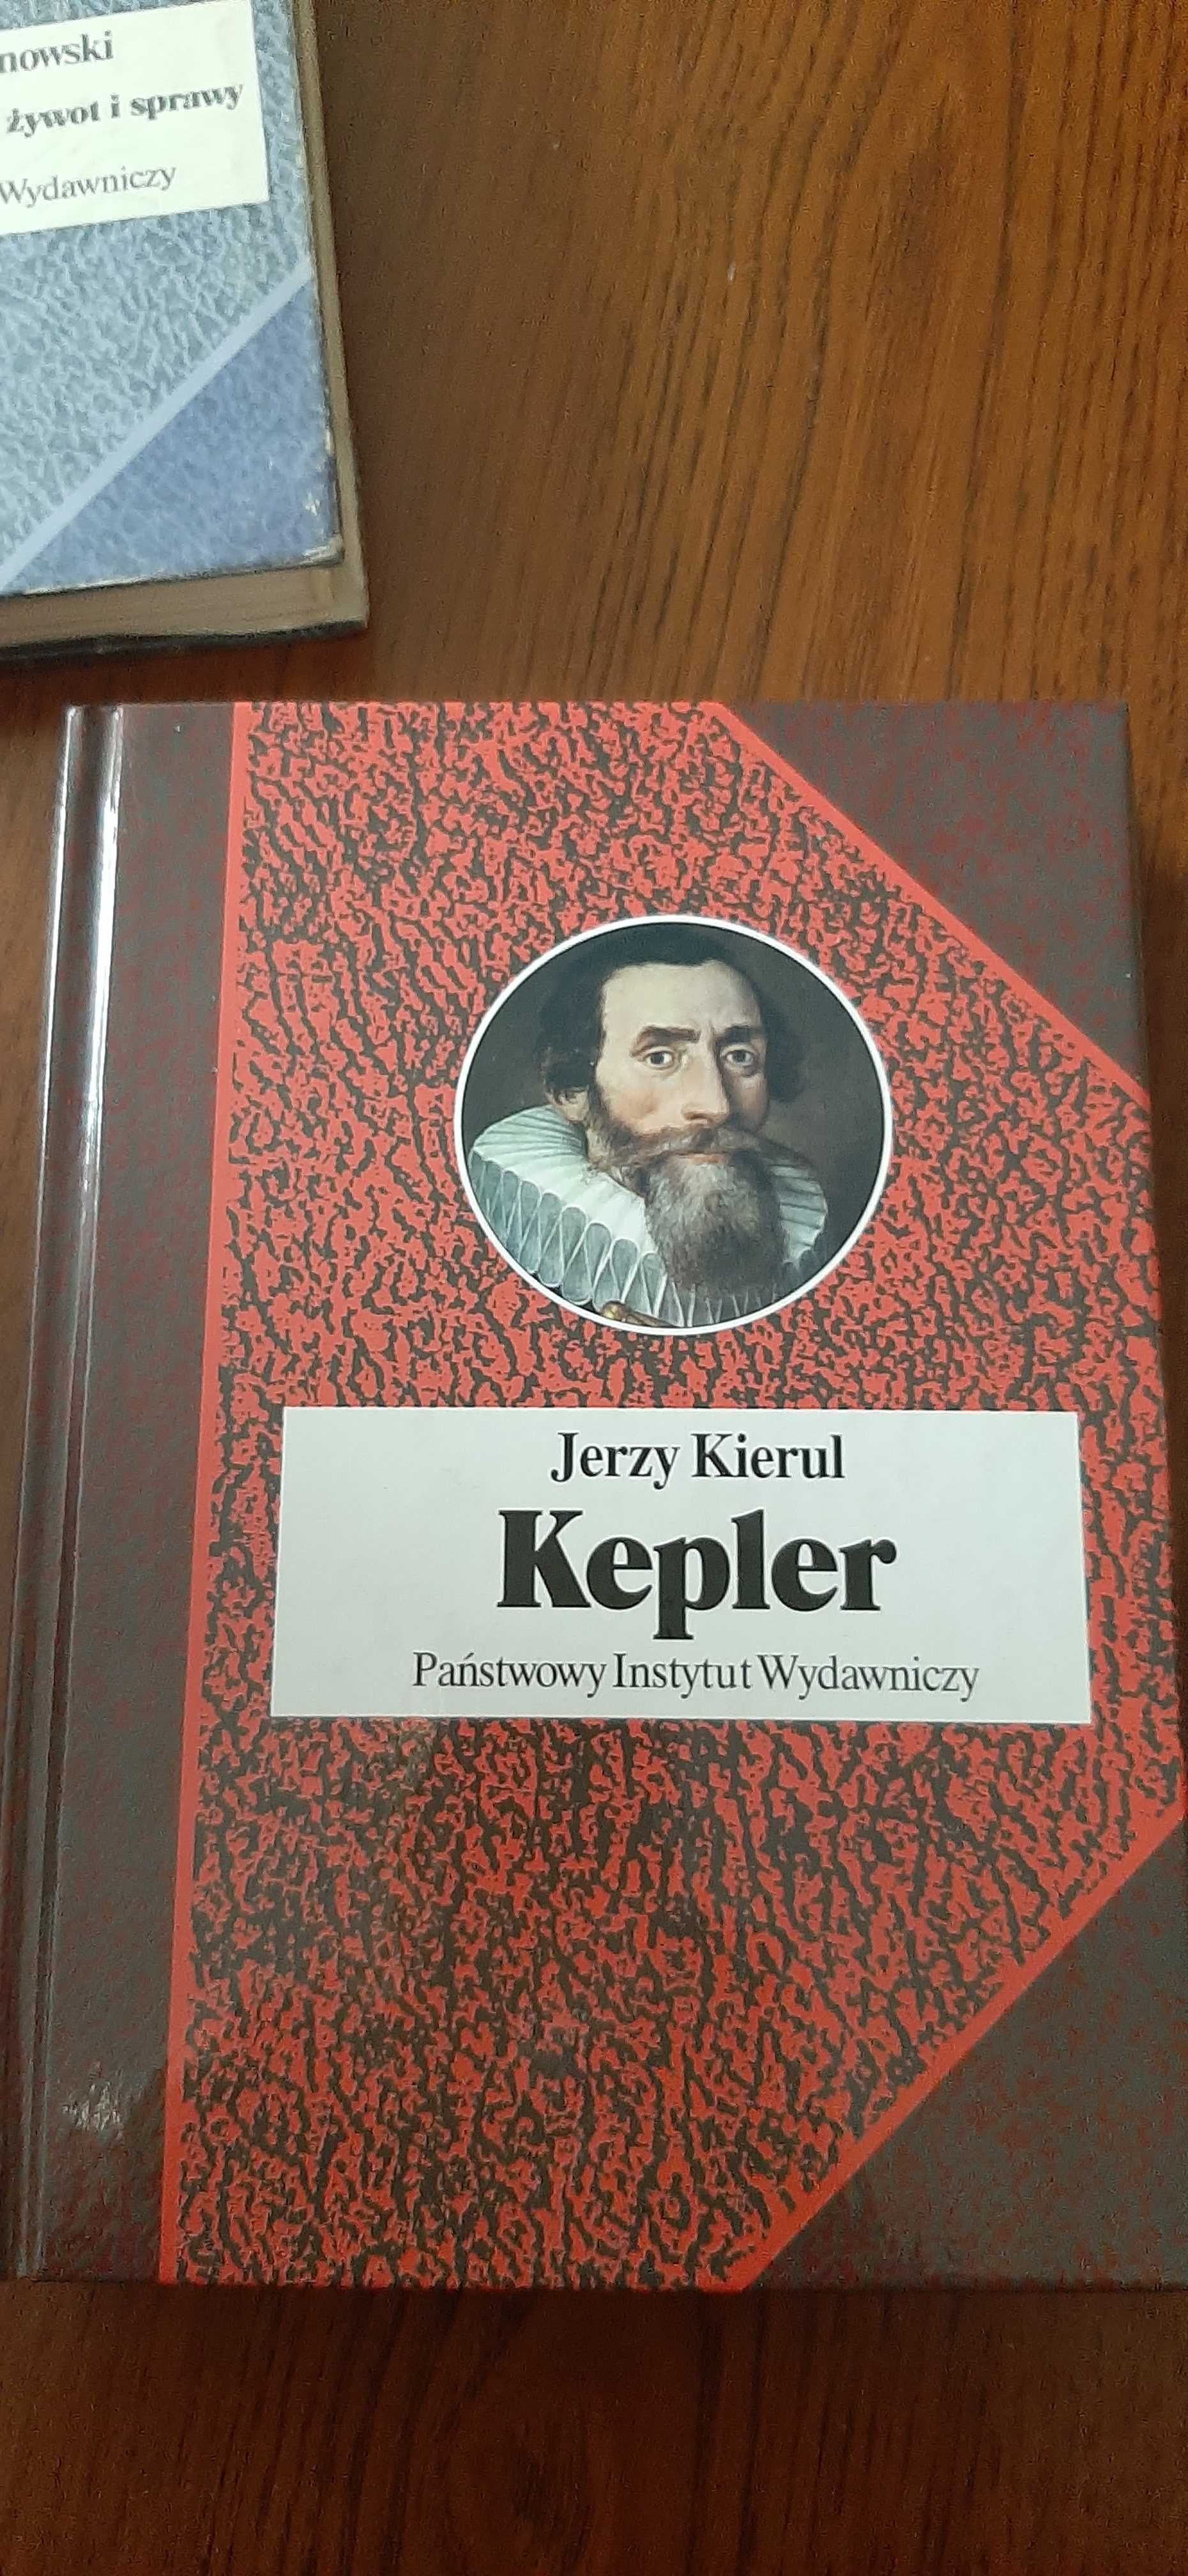 nowski
żywot i sprawy
Wydawniczy
Jerzy Kierul
Kepler
Państwowy Instytut Wydawniczy